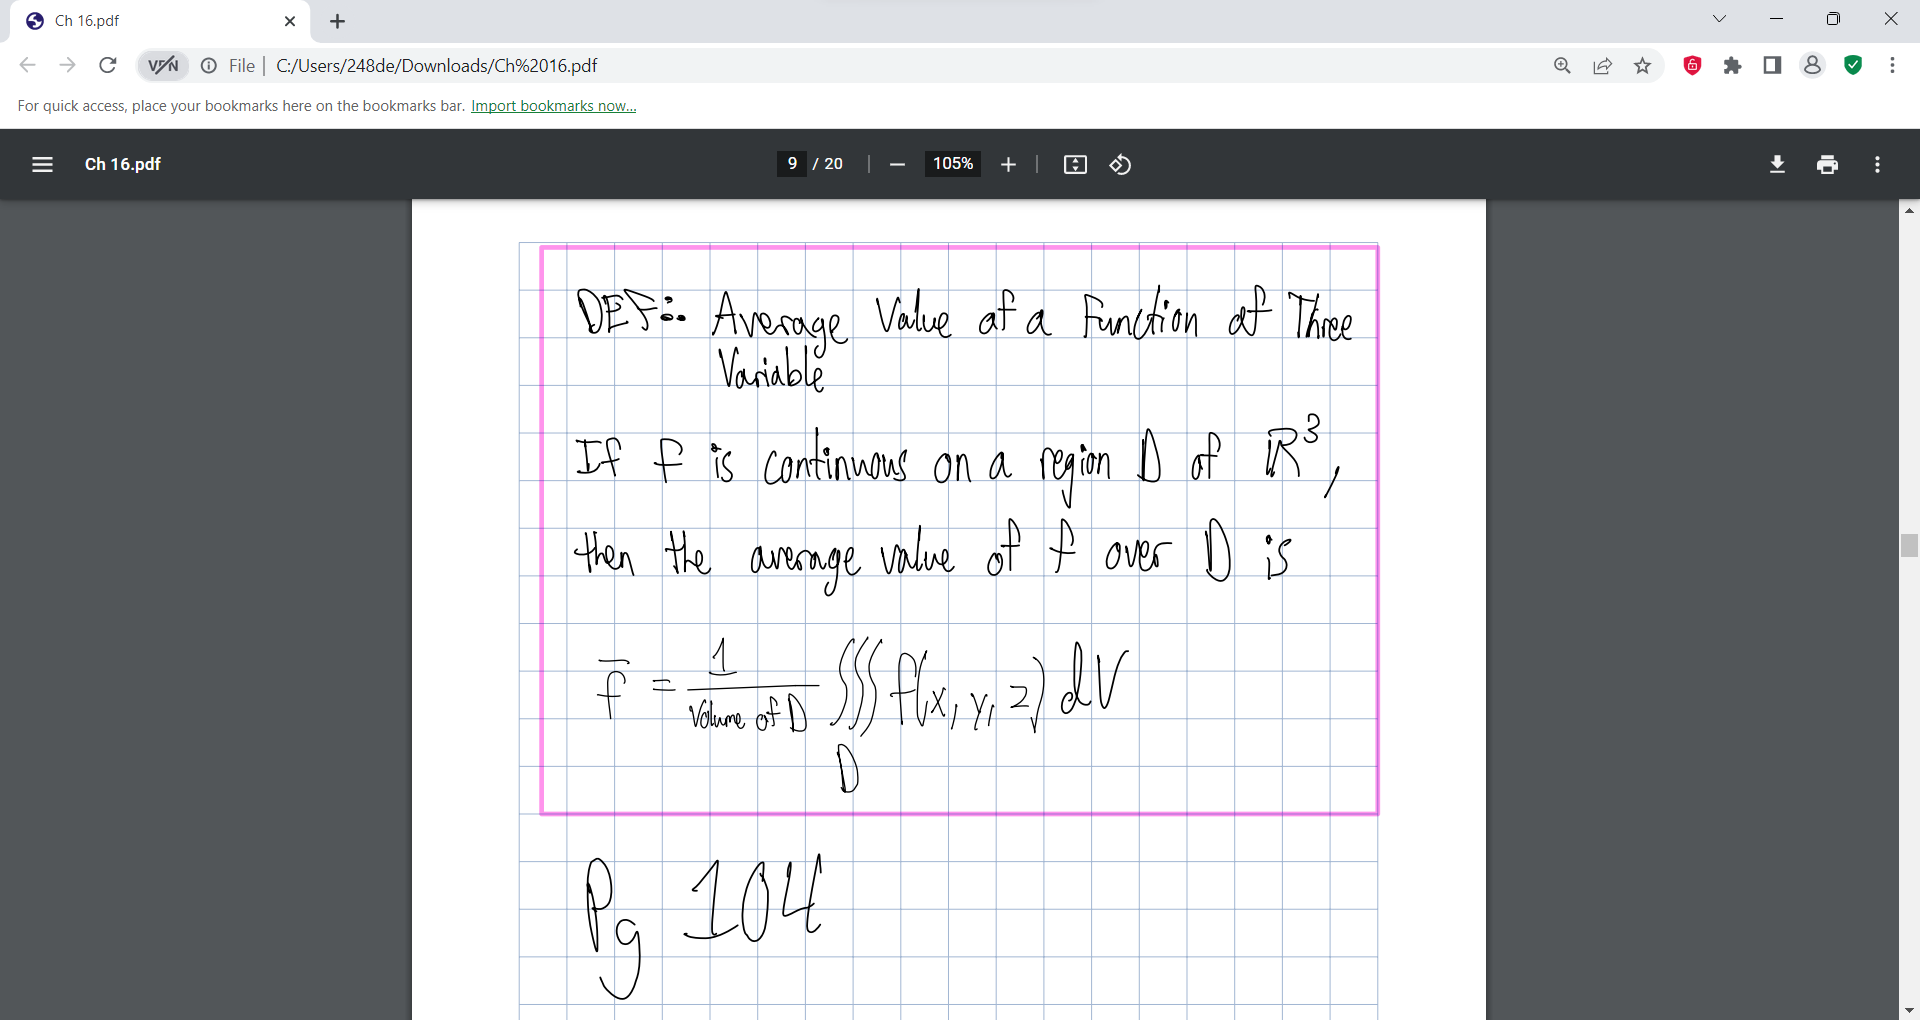 Ch 16.pdf
VPN File C:/Users/248de/Downloads/Ch%2016.pdf
For quick access, place your bookmarks here on the bookmarks bar. Import bookmarks now...
Ch 16.pdf 9 / 20 105%
DEF:. Average Value of a Function of Three
Variable
If f is continuous on a region D of ℝ³,
then the average value of f over D is
f̄ = 1/(Volume of D) ∭_D f(x, y, z) dV
Pg 104